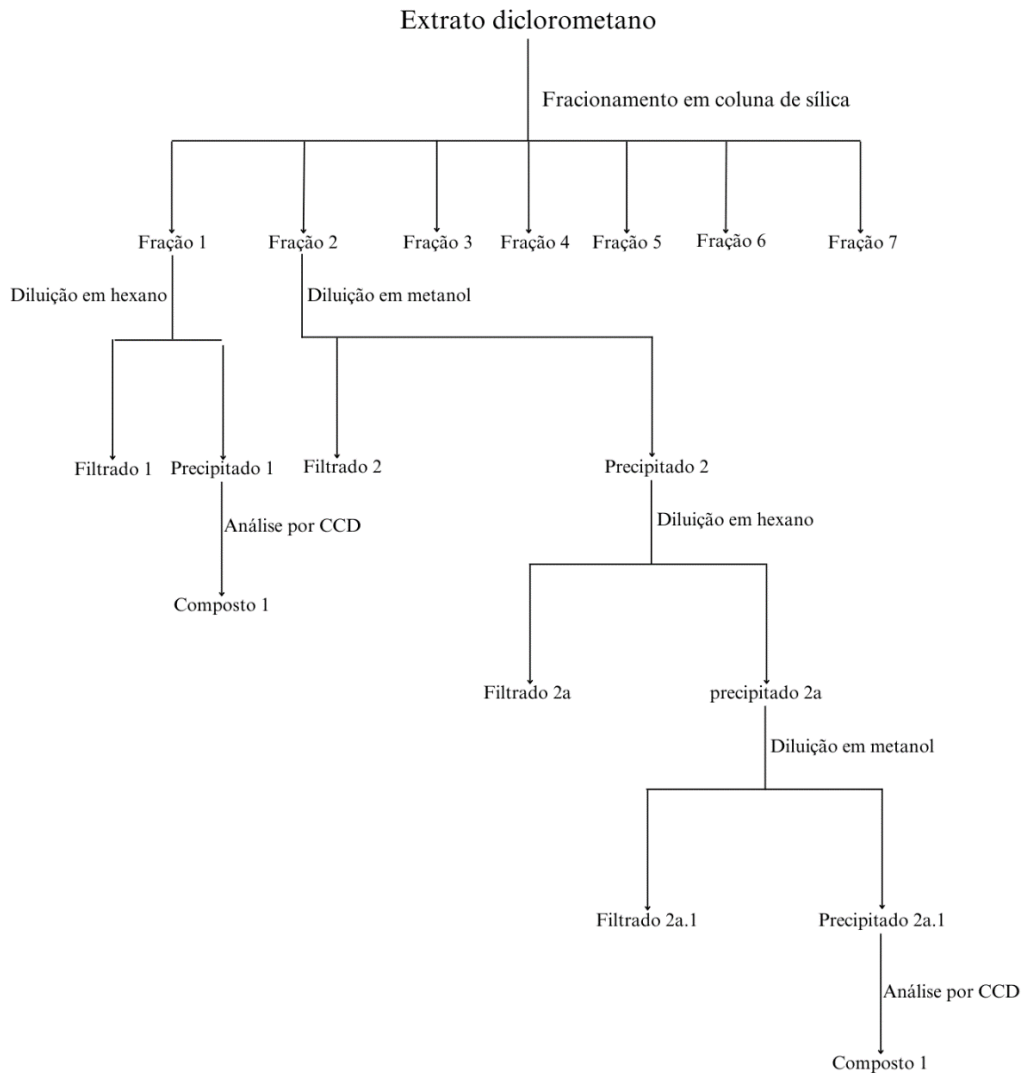 Extrato diclorometano
Fracionamento em coluna de sílica
Fração 1
Fração 2
Fração 3
Fração 4
Fração 5
Fração 6
Fração 7
Diluição em hexano
Diluição em metanol
Filtrado 1
Precipitado 1
Filtrado 2
Precipitado 2
Análise por CCD
Diluição em hexano
Composto 1
Filtrado 2a
precipitado 2a
Diluição em metanol
Filtrado 2a.1
Precipitado 2a.1
Análise por CCD
Composto 1